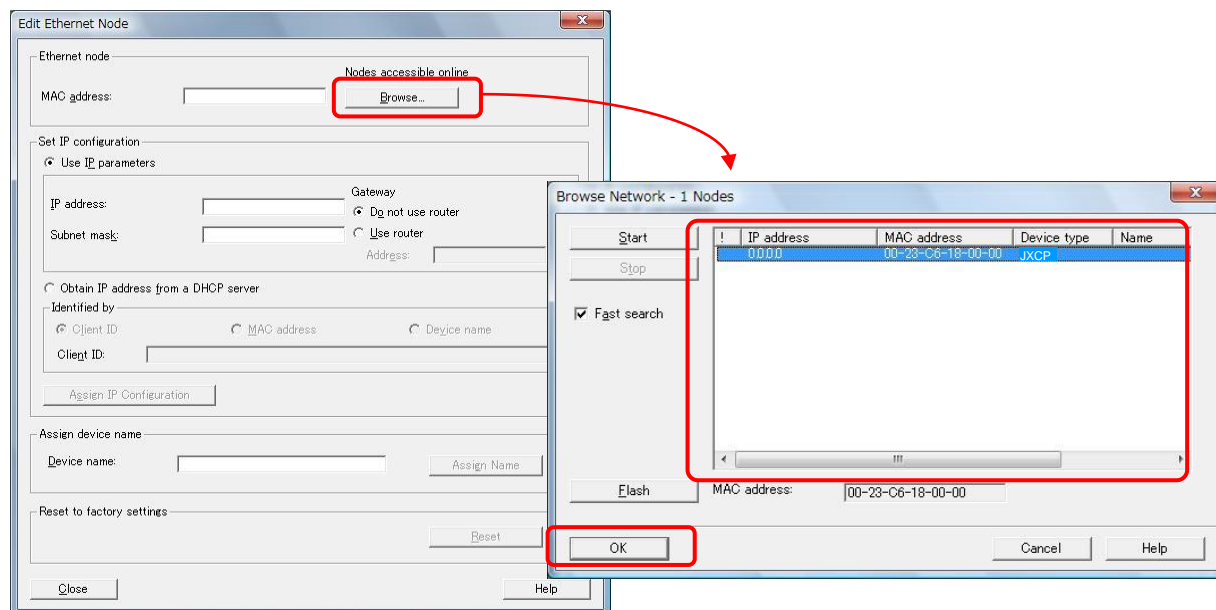 Edit Ethernet Node
Ethernet node
Nodes accessible online
MAC address:
Browse...
Set IP configuration
Use IP parameters
IP address:
Subnet mask:
Gateway
Do not use router
Use router
Address:
Obtain IP address from a DHCP server
Identified by
Client ID
MAC address
Device name
Client ID:
Assign IP Configuration
Assign device name
Device name:
Assign Name
Reset to factory settings
Reset
Close
Help
Browse Network - 1 Nodes
Start
Stop
Fast search
! IP address MAC address Device type Name
0.0.0.0 00-23-C6-18-00-00 JXCP
Flash
MAC address:
00-23-C6-18-00-00
OK
Cancel
Help